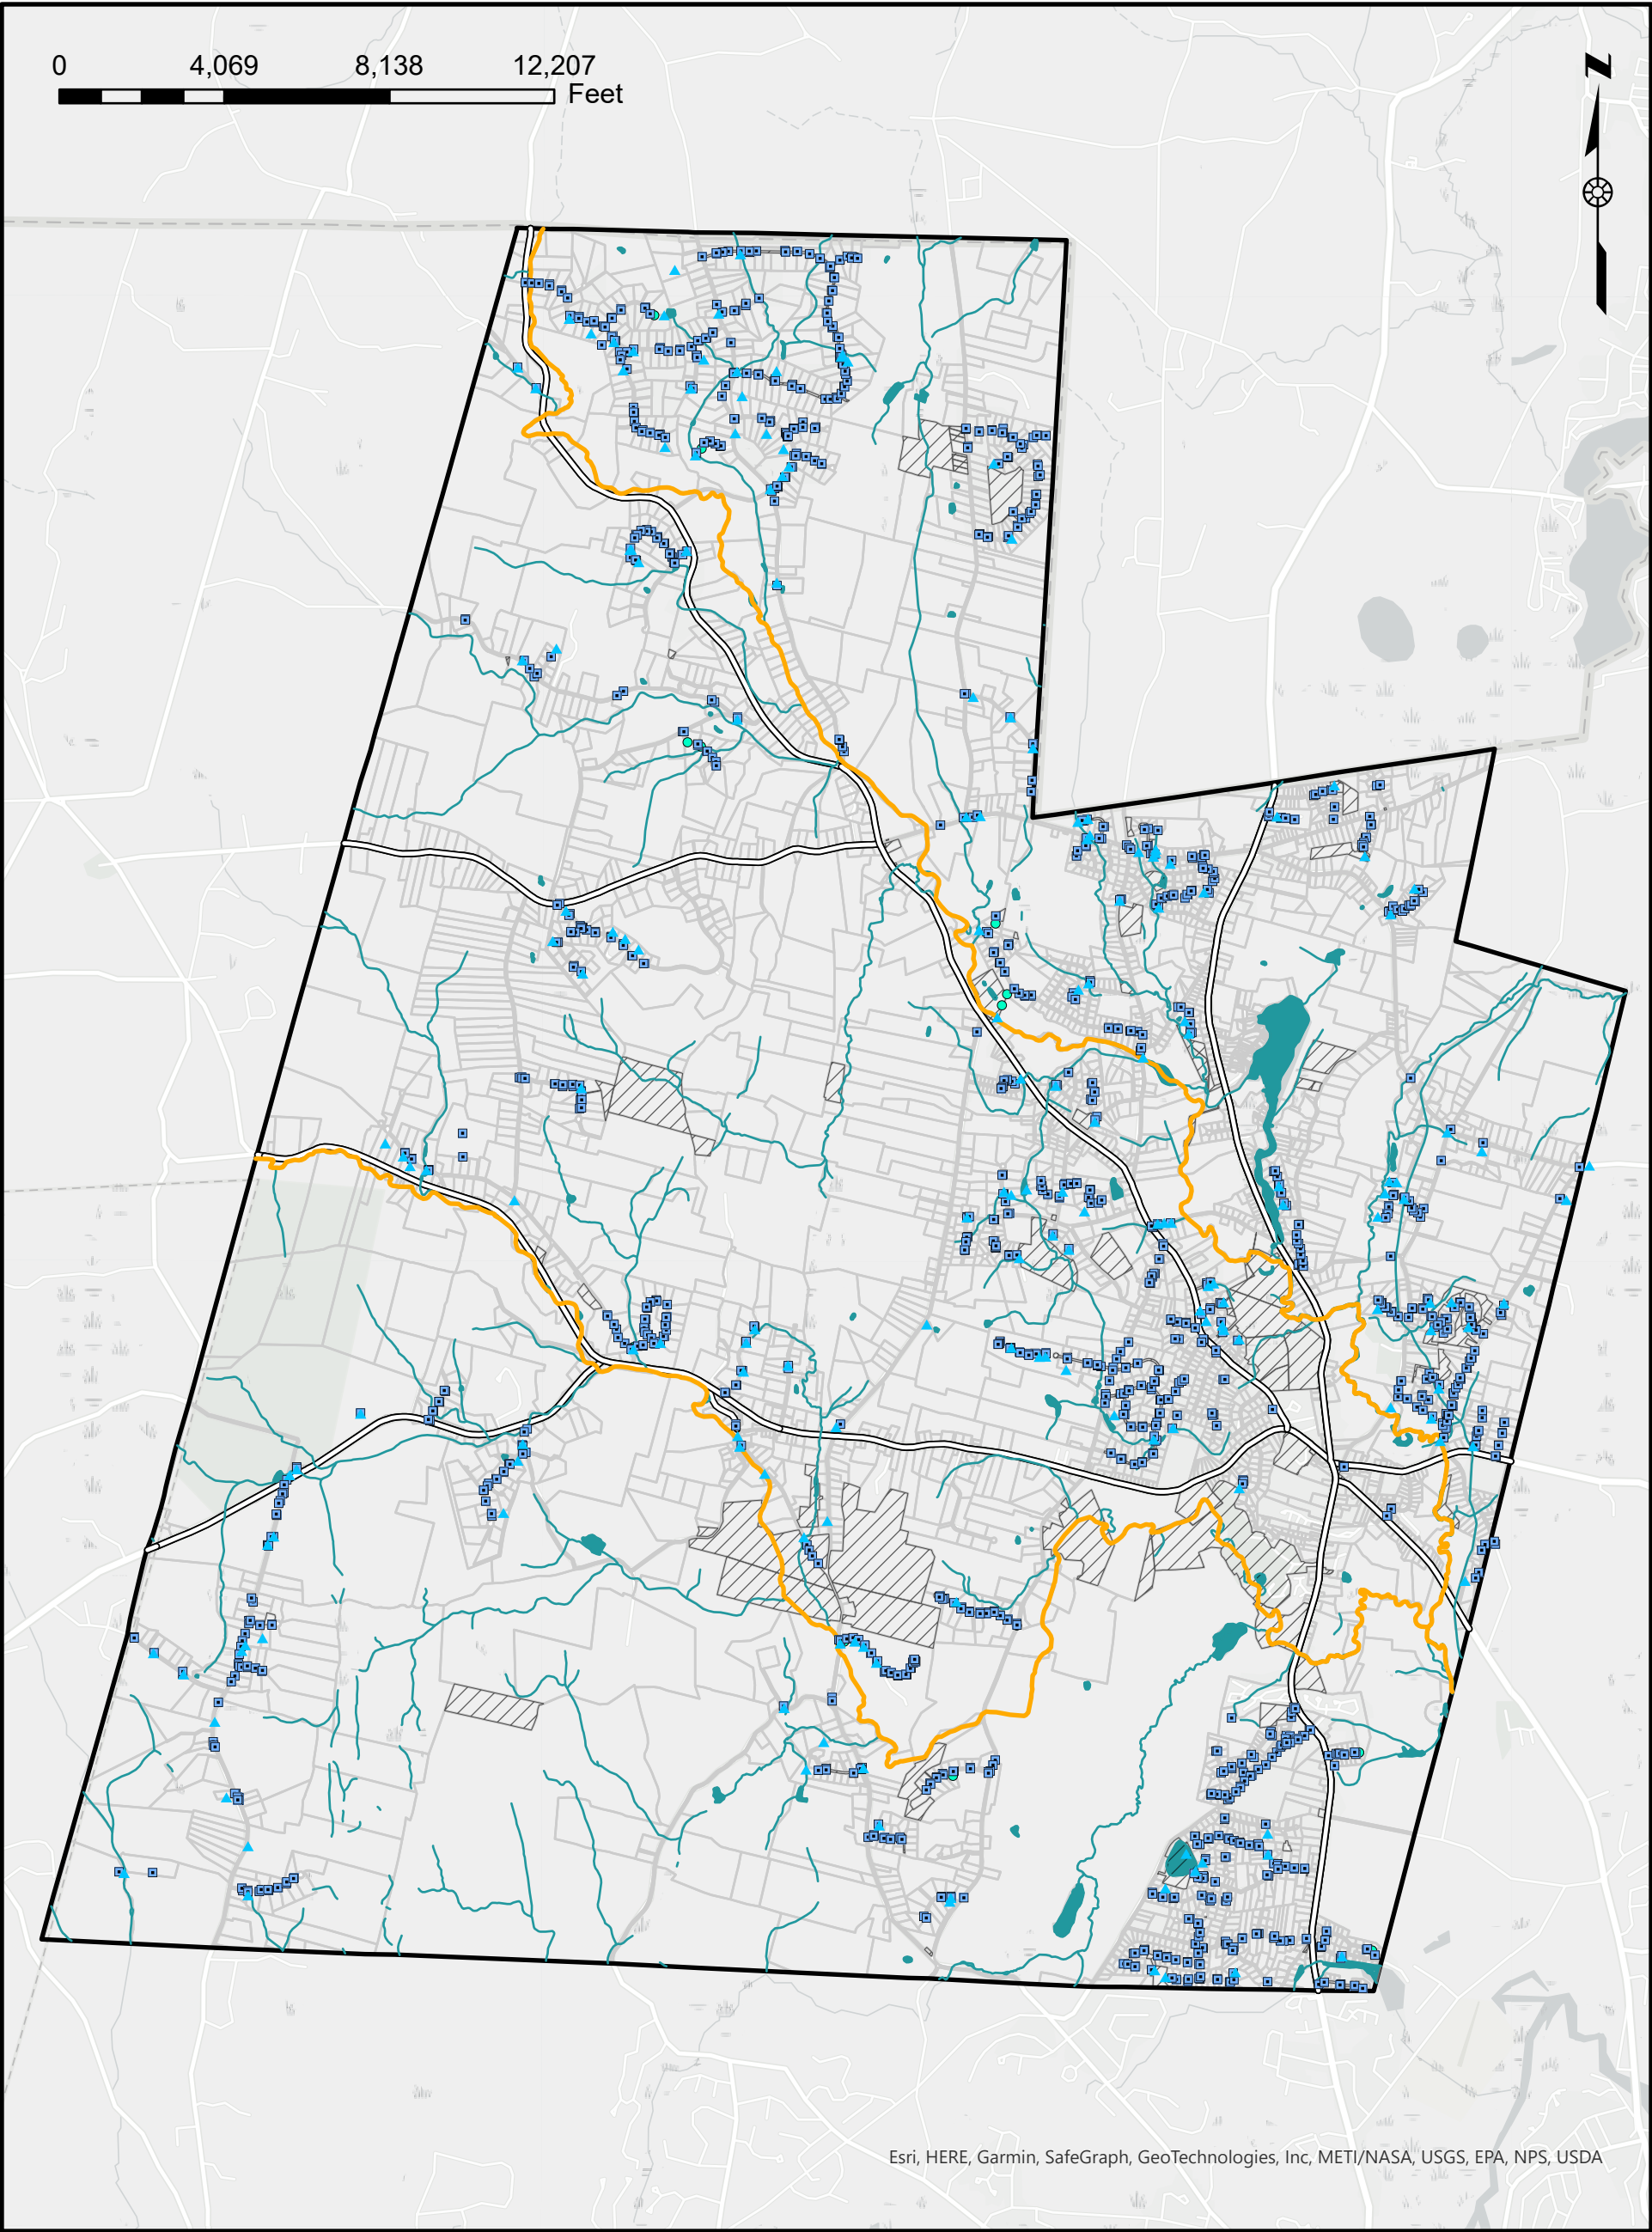 0 4,069 8,138 12,207
Feet
N
Esri, HERE, Garmin, SafeGraph, GeoTechnologies, Inc, METI/NASA, USGS, EPA, NPS, USDA